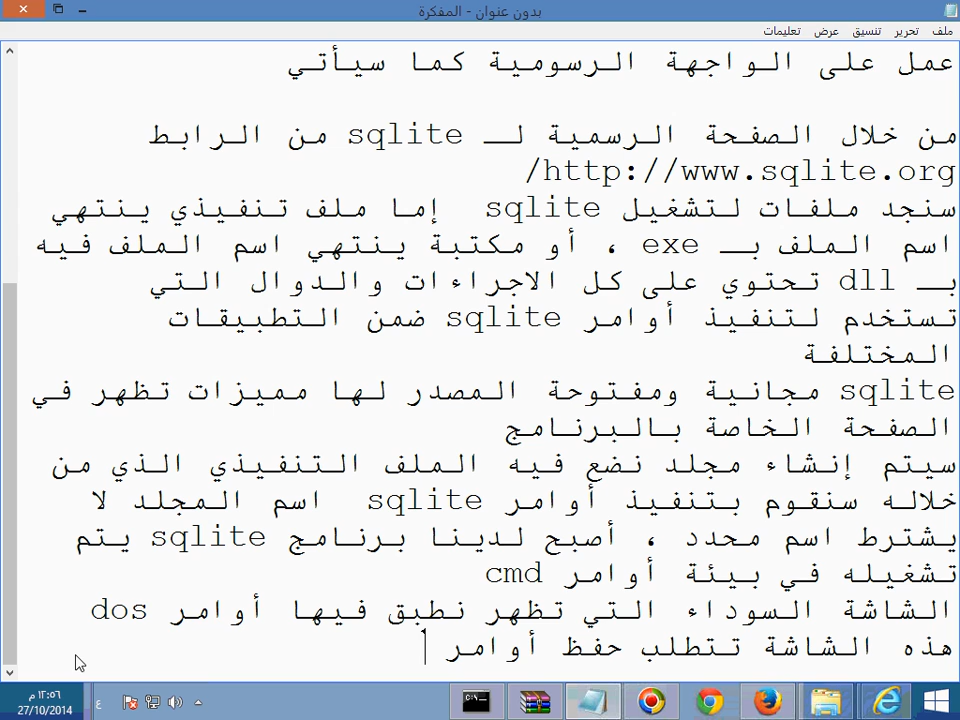 بدون عنوان - المفكرة
ملف تحرير تنسيق عرض تعليمات
عمل على الواجهة الرسومية كما سيأتي
من خلال الصفحة الرسمية لـ sqlite من الرابط
http://www.sqlite.org/
سنجد ملفات لتشغيل sqlite إما ملف تنفيذي ينتهي
اسم الملف بـ exe ، أو مكتبة ينتهي اسم الملف فيه
بـ dll تحتوي على كل الاجراءات والدوال التي
تستخدم لتنفيذ أوامر sqlite ضمن التطبيقات
المختلفة
sqlite مجانية ومفتوحة المصدر لها مميزات تظهر في
الصفحة الخاصة بالبرنامج
سيتم إنشاء مجلد نضع فيه الملف التنفيذي الذي من
خلاله سنقوم بتنفيذ أوامر sqlite اسم المجلد لا
يشترط اسم محدد ، أصبح لدينا برنامج sqlite يتم
تشغيله في بيئة أوامر cmd
الشاشة السوداء التي تظهر نطبق فيها أوامر dos
هذه الشاشة تتطلب حفظ أوامر
ع
١٢:٥٦ م
27/10/2014